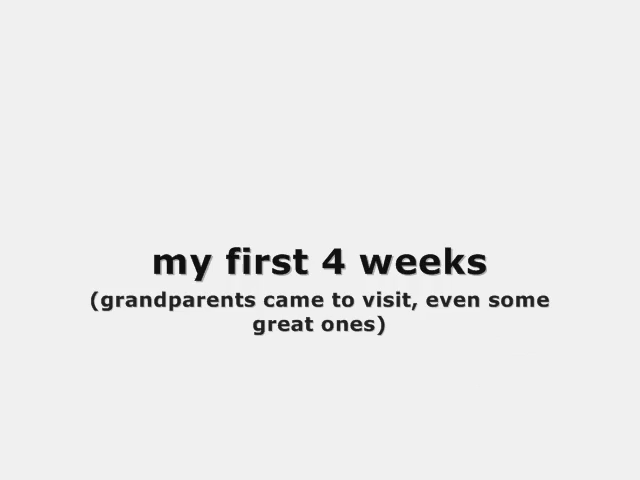 my first 4 weeks
(grandparents came to visit, even some
great ones)